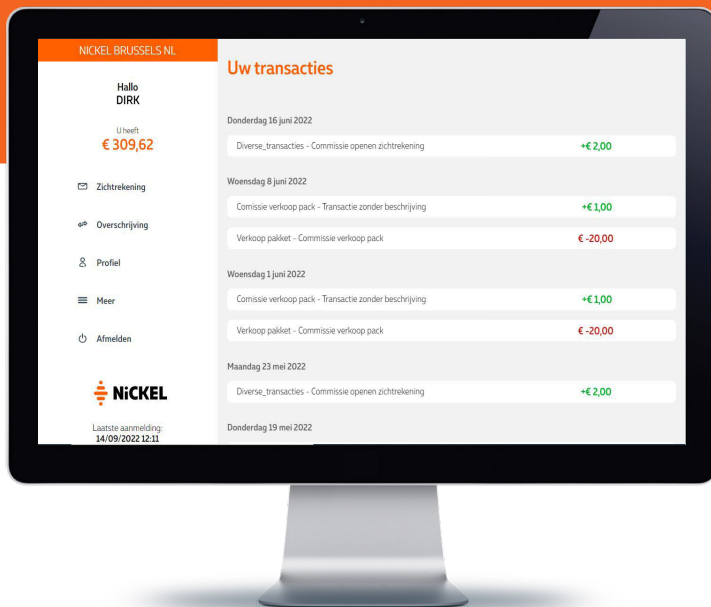 NICKEL BRUSSELS NL
Hallo
DIRK
U heeft
€ 309,62
Zichtrekening
Overschrijving
Profiel
Meer
Afmelden
NiCKEL
Laatste aanmelding:
14/09/2022 12:11
Uw transacties
Donderdag 16 juni 2022
Diverse_transacties - Commissie openen zichtrekening +€ 2,00
Woensdag 8 juni 2022
Comissie verkoop pack - Transactie zonder beschrijving +€ 1,00
Verkoop pakket - Commissie verkoop pack € -20,00
Woensdag 1 juni 2022
Comissie verkoop pack - Transactie zonder beschrijving +€ 1,00
Verkoop pakket - Commissie verkoop pack € -20,00
Maandag 23 mei 2022
Diverse_transacties - Commissie openen zichtrekening +€ 2,00
Donderdag 19 mei 2022